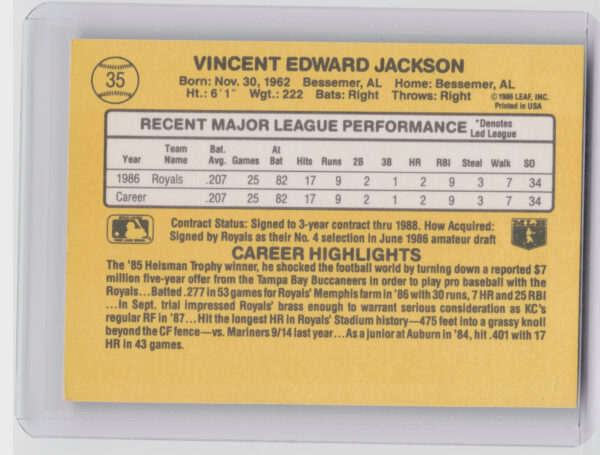 35
VINCENT EDWARD JACKSON
Born: Nov. 30, 1962 Bessemer, AL Home: Bessemer, AL
Ht.: 6'1" Wgt.: 222 Bats: Right Throws: Right
©1986 LEAF, INC.
Printed in USA
RECENT MAJOR LEAGUE PERFORMANCE *Denotes
Led League
Year Team Name Bat. Avg. Games At Bat Hits Runs 2B 3B HR RBI Steal Walk SO
1986 Royals .207 25 82 17 9 2 1 2 9 3 7 34
Career .207 25 82 17 9 2 1 2 9 3 7 34
Contract Status: Signed to 3-year contract thru 1988. How Acquired:
Signed by Royals as their No. 4 selection in June 1986 amateur draft
MLB
CAREER HIGHLIGHTS
The '85 Heisman Trophy winner, he shocked the football world by turning down a reported $7
million five-year offer from the Tampa Bay Buccaneers in order to play pro baseball with the
Royals...Batted .277 in 53 games for Royals' Memphis farm in '86 with 30 runs, 7 HR and 25 RBI
...In Sept. trial impressed Royals' brass enough to warrant serious consideration as KC's
regular RF in '87...Hit the longest HR in Royals' Stadium history—475 feet into a grassy knoll
beyond the CF fence—vs. Mariners 9/14 last year...As a junior at Auburn in '84, hit .401 with 17
HR in 43 games.